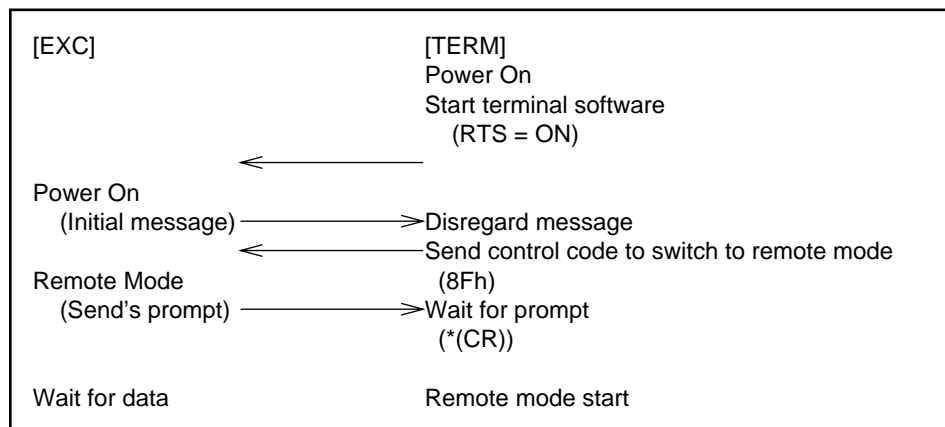 [EXC] [TERM]
Power On
Start terminal software
(RTS = ON)
Power On
(Initial message) Disregard message
Send control code to switch to remote mode
Remote Mode (8Fh)
(Send's prompt) Wait for prompt
(*(CR))
Wait for data Remote mode start